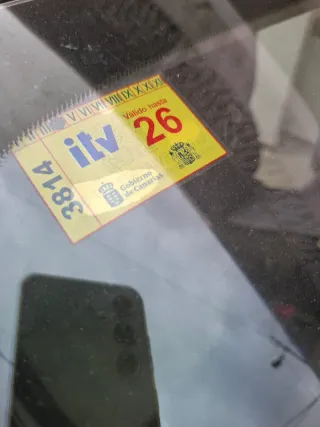 V VI VII VIII IX X XI XII
Válido hasta
26
itv
3814
Gobierno
de Canarias